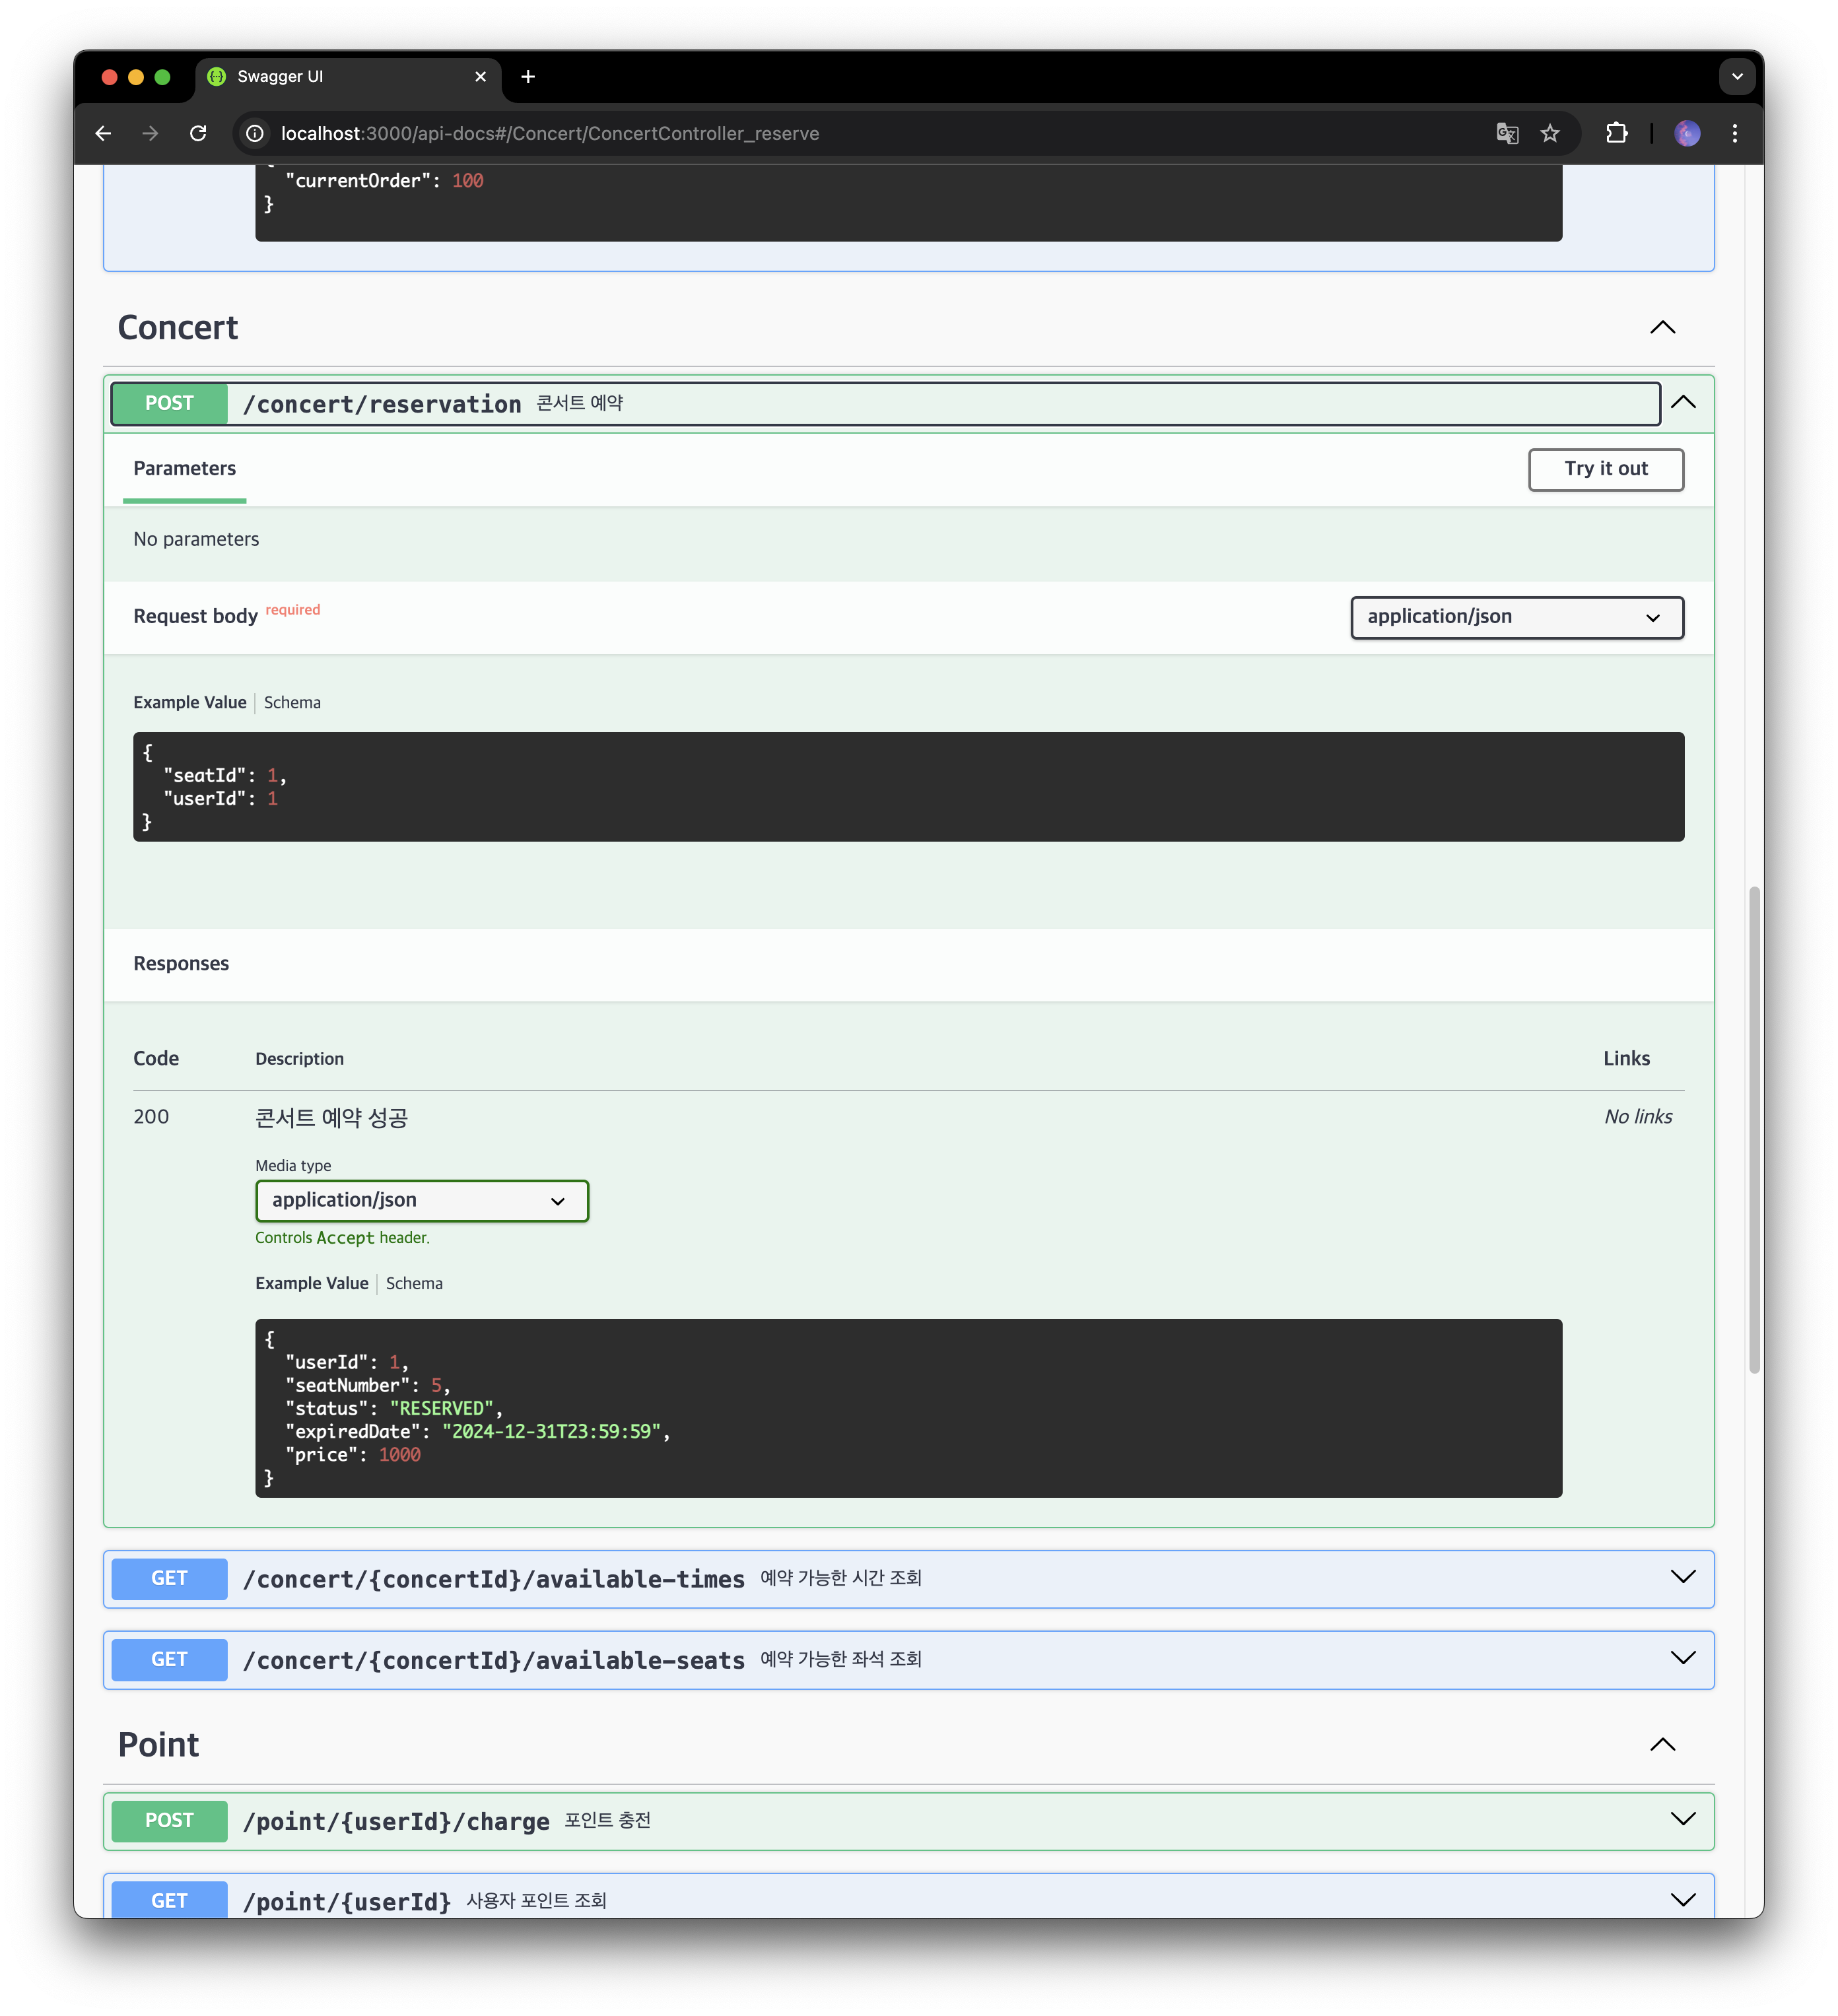 Swagger UI
localhost:3000/api-docs#/Concert/ConcertController_reserve
"currentOrder": 100
}
Concert
POST /concert/reservation 콘서트 예약
Parameters Try it out
No parameters
Request body required application/json
Example Value Schema
{
"seatId": 1,
"userId": 1
}
Responses
Code Description Links
200 콘서트 예약 성공 No links
Media type
application/json
Controls Accept header.
Example Value Schema
{
"userId": 1,
"seatNumber": 5,
"status": "RESERVED",
"expiredDate": "2024-12-31T23:59:59",
"price": 1000
}
GET /concert/{concertId}/available-times 예약 가능한 시간 조회
GET /concert/{concertId}/available-seats 예약 가능한 좌석 조회
Point
POST /point/{userId}/charge 포인트 충전
GET /point/{userId} 사용자 포인트 조회